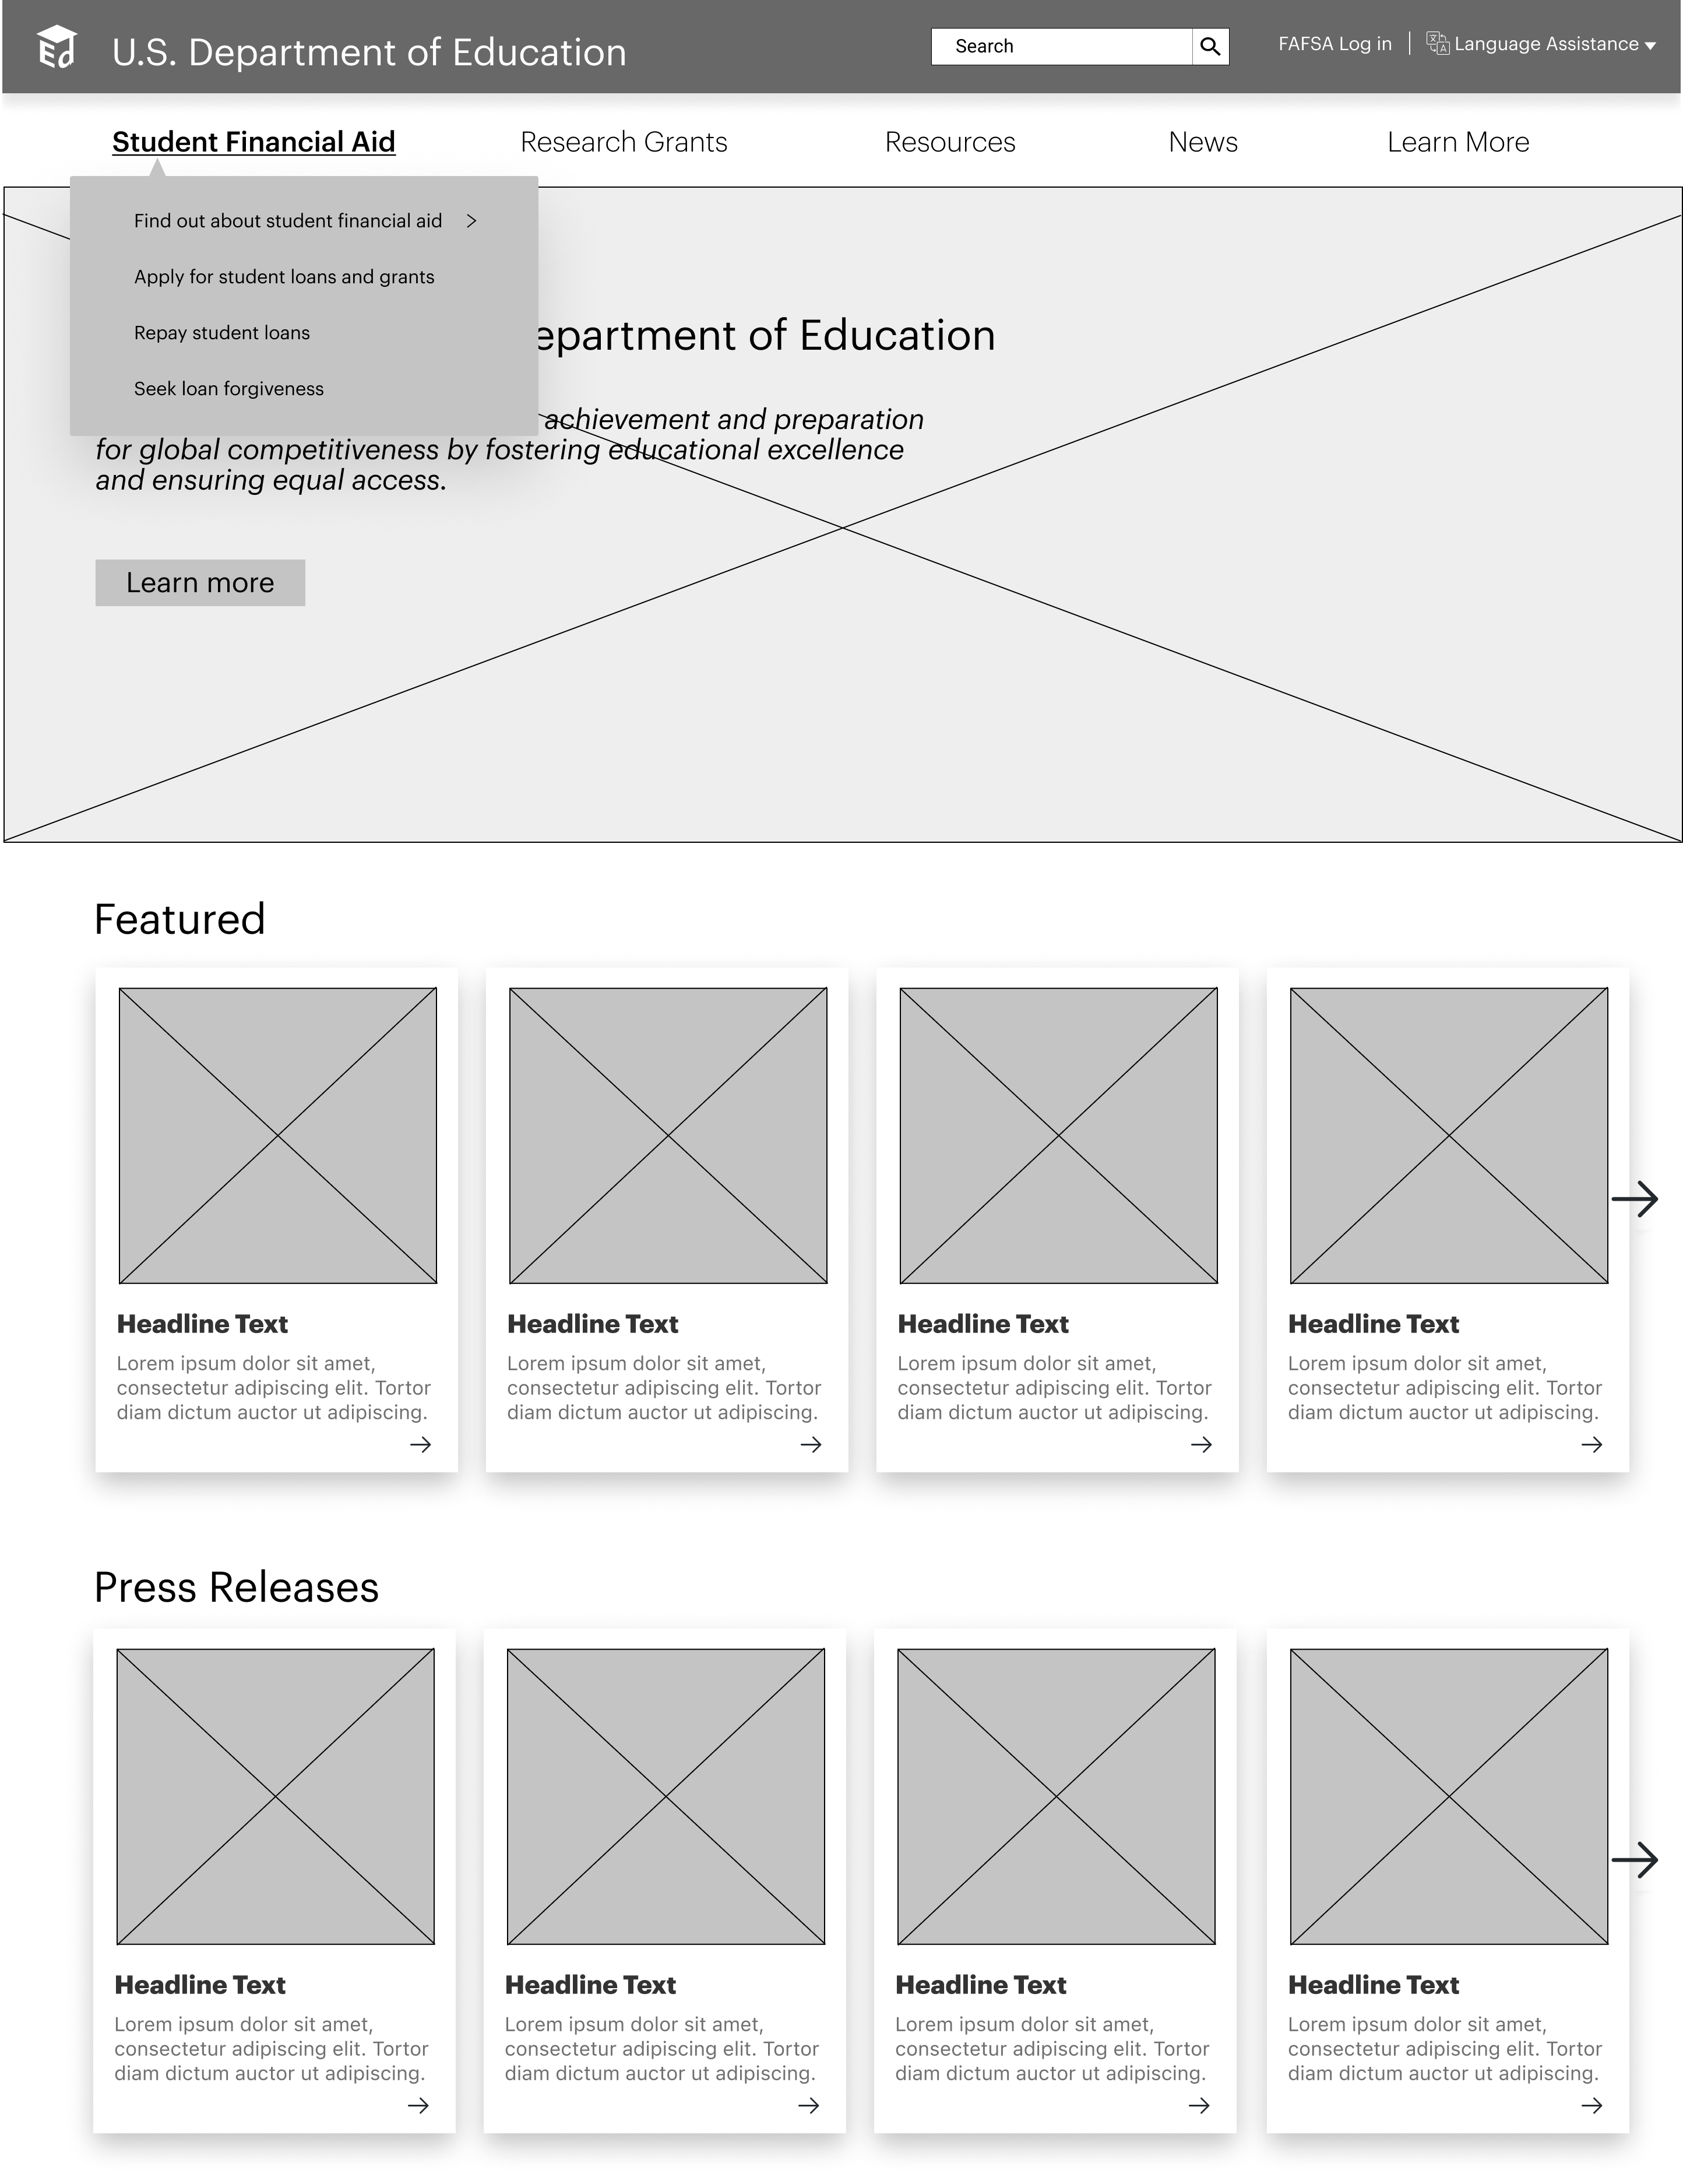 Ed
U.S. Department of Education
Search
FAFSA Log in
Language Assistance
Student Financial Aid
Research Grants
Resources
News
Learn More
Find out about student financial aid
Apply for student loans and grants
Repay student loans
Seek loan forgiveness
epartment of Education
achievement and preparation
for global competitiveness by fostering educational excellence
and ensuring equal access.
Learn more
Featured
Headline Text
Lorem ipsum dolor sit amet,
consectetur adipiscing elit. Tortor
diam dictum auctor ut adipiscing.
Headline Text
Lorem ipsum dolor sit amet,
consectetur adipiscing elit. Tortor
diam dictum auctor ut adipiscing.
Headline Text
Lorem ipsum dolor sit amet,
consectetur adipiscing elit. Tortor
diam dictum auctor ut adipiscing.
Headline Text
Lorem ipsum dolor sit amet,
consectetur adipiscing elit. Tortor
diam dictum auctor ut adipiscing.
Press Releases
Headline Text
Lorem ipsum dolor sit amet,
consectetur adipiscing elit. Tortor
diam dictum auctor ut adipiscing.
Headline Text
Lorem ipsum dolor sit amet,
consectetur adipiscing elit. Tortor
diam dictum auctor ut adipiscing.
Headline Text
Lorem ipsum dolor sit amet,
consectetur adipiscing elit. Tortor
diam dictum auctor ut adipiscing.
Headline Text
Lorem ipsum dolor sit amet,
consectetur adipiscing elit. Tortor
diam dictum auctor ut adipiscing.